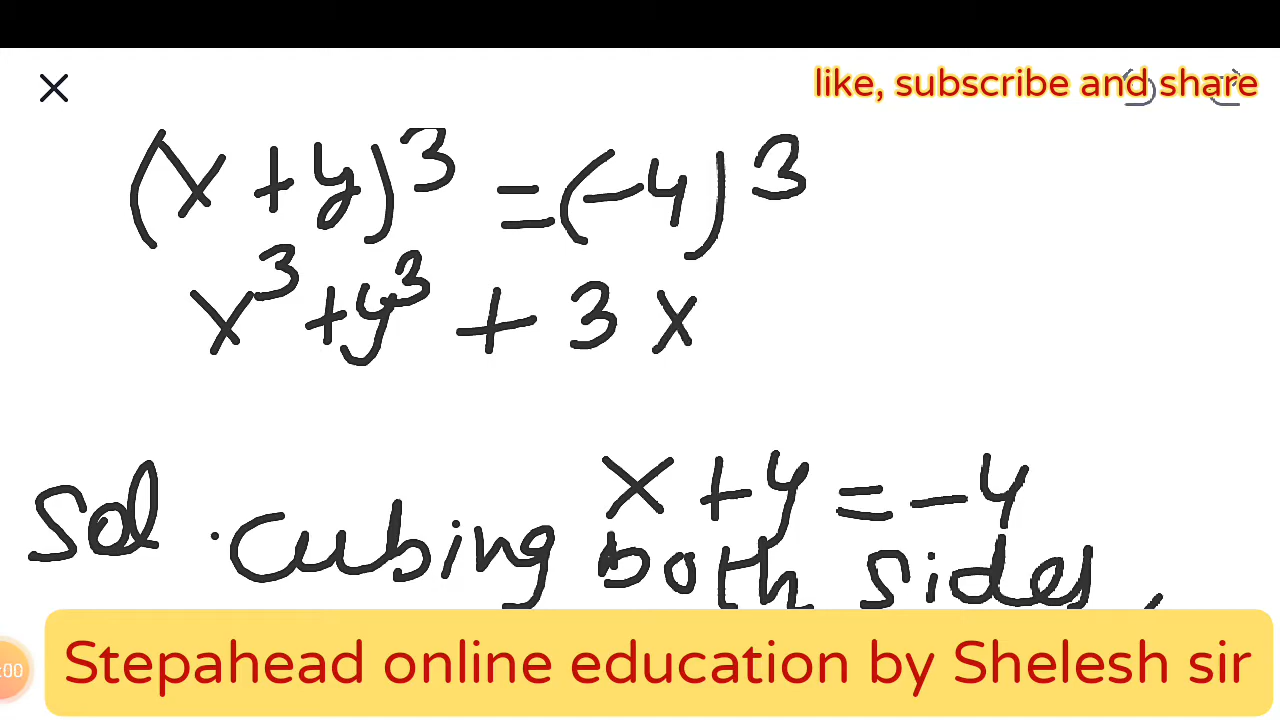 like, subscribe and share
(x+y)³ = (-4)³
x³+y³ + 3x
x+y = -4
Sol. cubing both sides,
:00
Stepahead online education by Shelesh sir